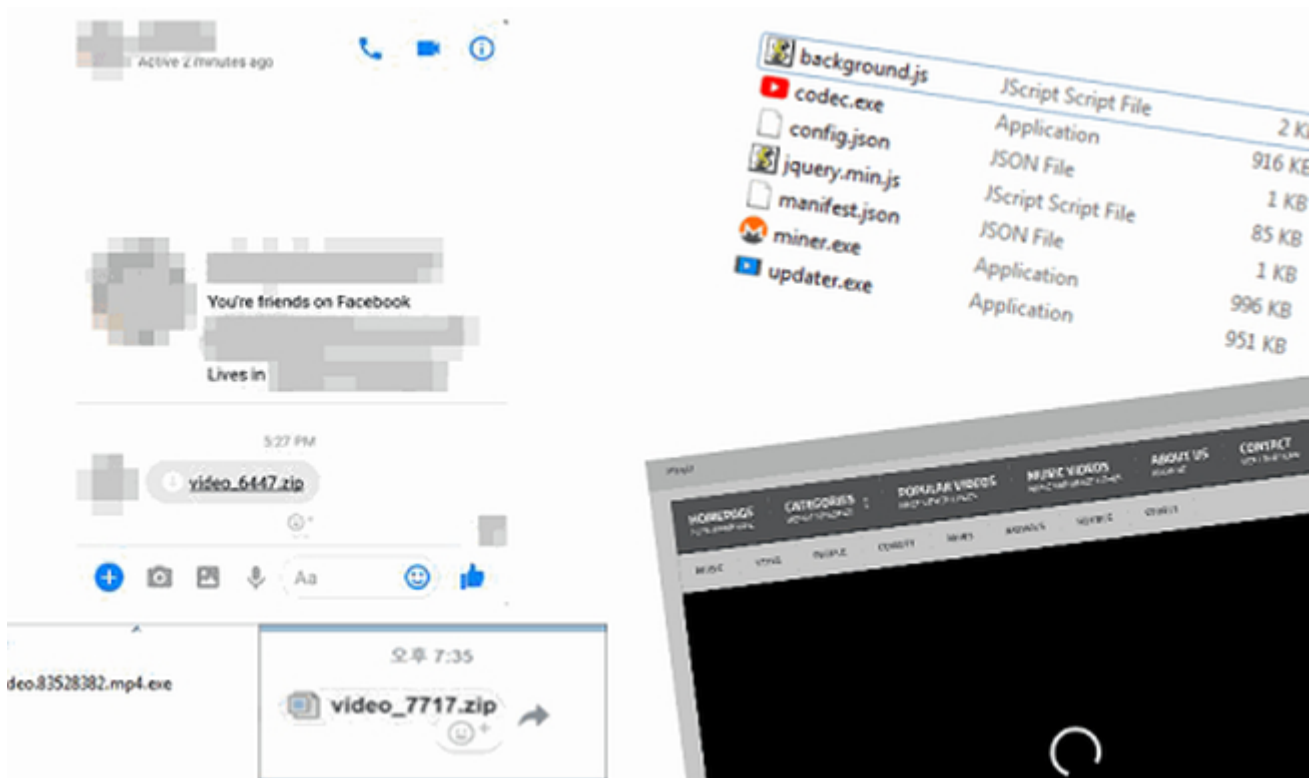 Active 2 minutes ago
You're friends on Facebook
Lives in
5:27 PM
video_6447.zip
Aa
deo.83528382.mp4.exe
오후 7:35
video_7717.zip
background.js JScript Script File 2 KB
codec.exe Application 916 KB
config.json JSON File 1 KB
jquery.min.js JScript Script File 85 KB
manifest.json JSON File 1 KB
miner.exe Application 996 KB
updater.exe Application 951 KB
HOMEPAGE CATEGORIES POPULAR VIDEOS MUSIC VIDEOS ABOUT US CONTACT
MUSIC COMEDY